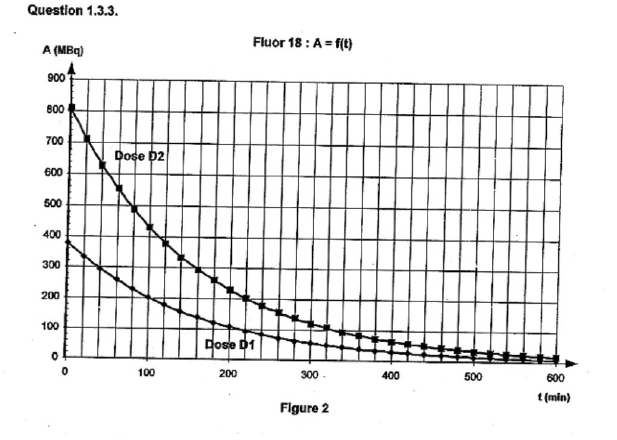 Question 1.3.3.
Fluor 18 : A = f(t)
A (MBq)
900
800
700
600
500
400
300
200
100
0
Dose D2
Dose D1
0 100 200 300 400 500 600
t (min)
Figure 2